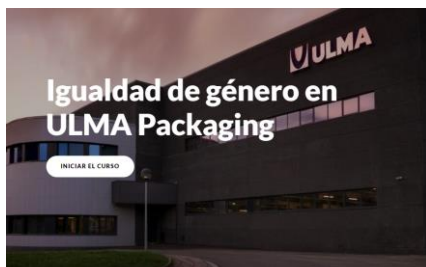 ULMA
Igualdad de género en
ULMA Packaging
INICIAR EL CURSO